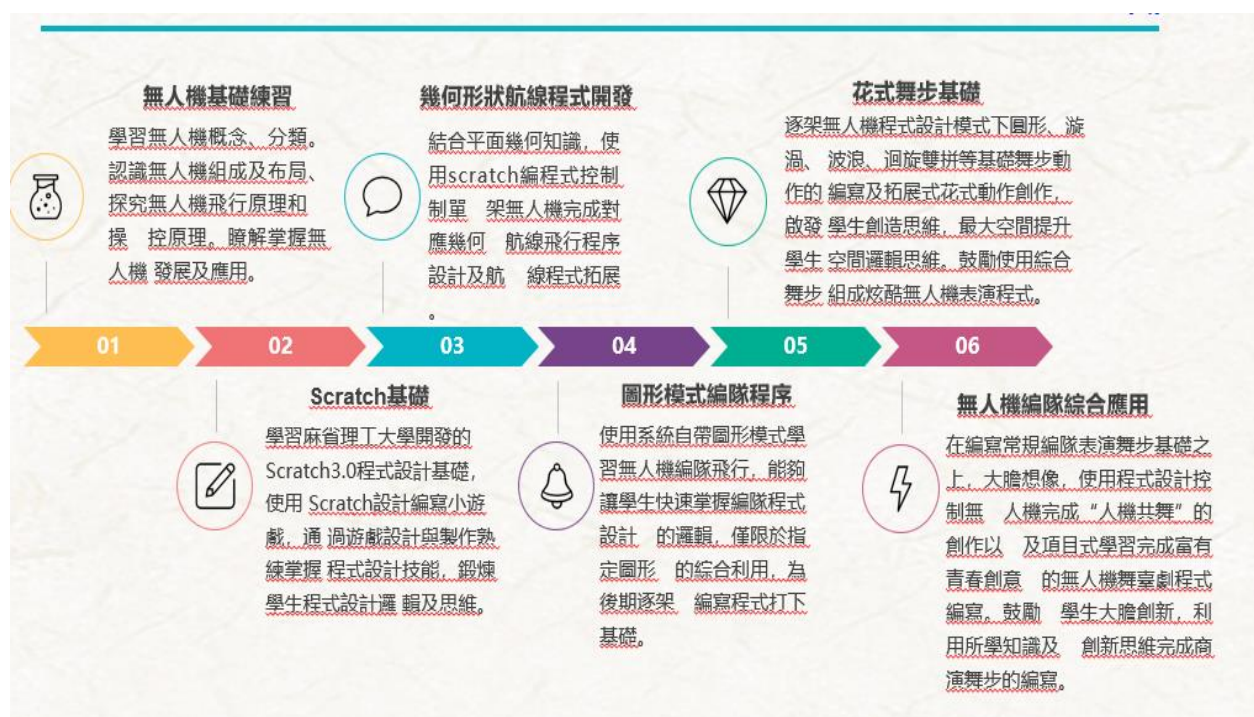 無人機基礎練習
學習無人機概念、分類。
認識無人機組成及布局、
探究無人機飛行原理和
操 控原理。瞭解掌握無
人機 發展及應用。
幾何形狀航線程式開發
結合平面幾何知識，使
用scratch編程式控制
制單 架無人機完成對
應幾何 航線飛行程序
設計及航 線程式拓展
。
花式舞步基礎
逐架無人機程式設計模式下圓形、漩
渦、 波浪、迴旋雙拼等基礎舞步動
作的 編寫及拓展式花式動作創作，
啟發 學生創造思維，最大空間提升
學生 空間邏輯思維。鼓勵使用綜合
舞步 組成炫酷無人機表演程式。
01
02
03
04
05
06
Scratch基礎
學習麻省理工大學開發的
Scratch3.0程式設計基礎，
使用 Scratch設計編寫小遊
戲，通 過遊戲設計與製作熟
練掌握 程式設計技能，鍛煉
學生程式設計邏 輯及思維。
圖形模式編隊程序
使用系統自帶圖形模式學
習無人機編隊飛行，能夠
讓學生快速掌握編隊程式
設計 的邏輯，僅限於指
定圖形 的綜合利用，為
後期逐架 編寫程式打下
基礎。
無人機編隊綜合應用
在編寫常規編隊表演舞步基礎之
上，大膽想像，使用程式設計控
制無 人機完成“人機共舞”的
創作以 及項目式學習完成富有
青春創意 的無人機舞臺劇程式
編寫。鼓勵 學生大膽創新，利
用所學知識及 創新思維完成商
演舞步的編寫。